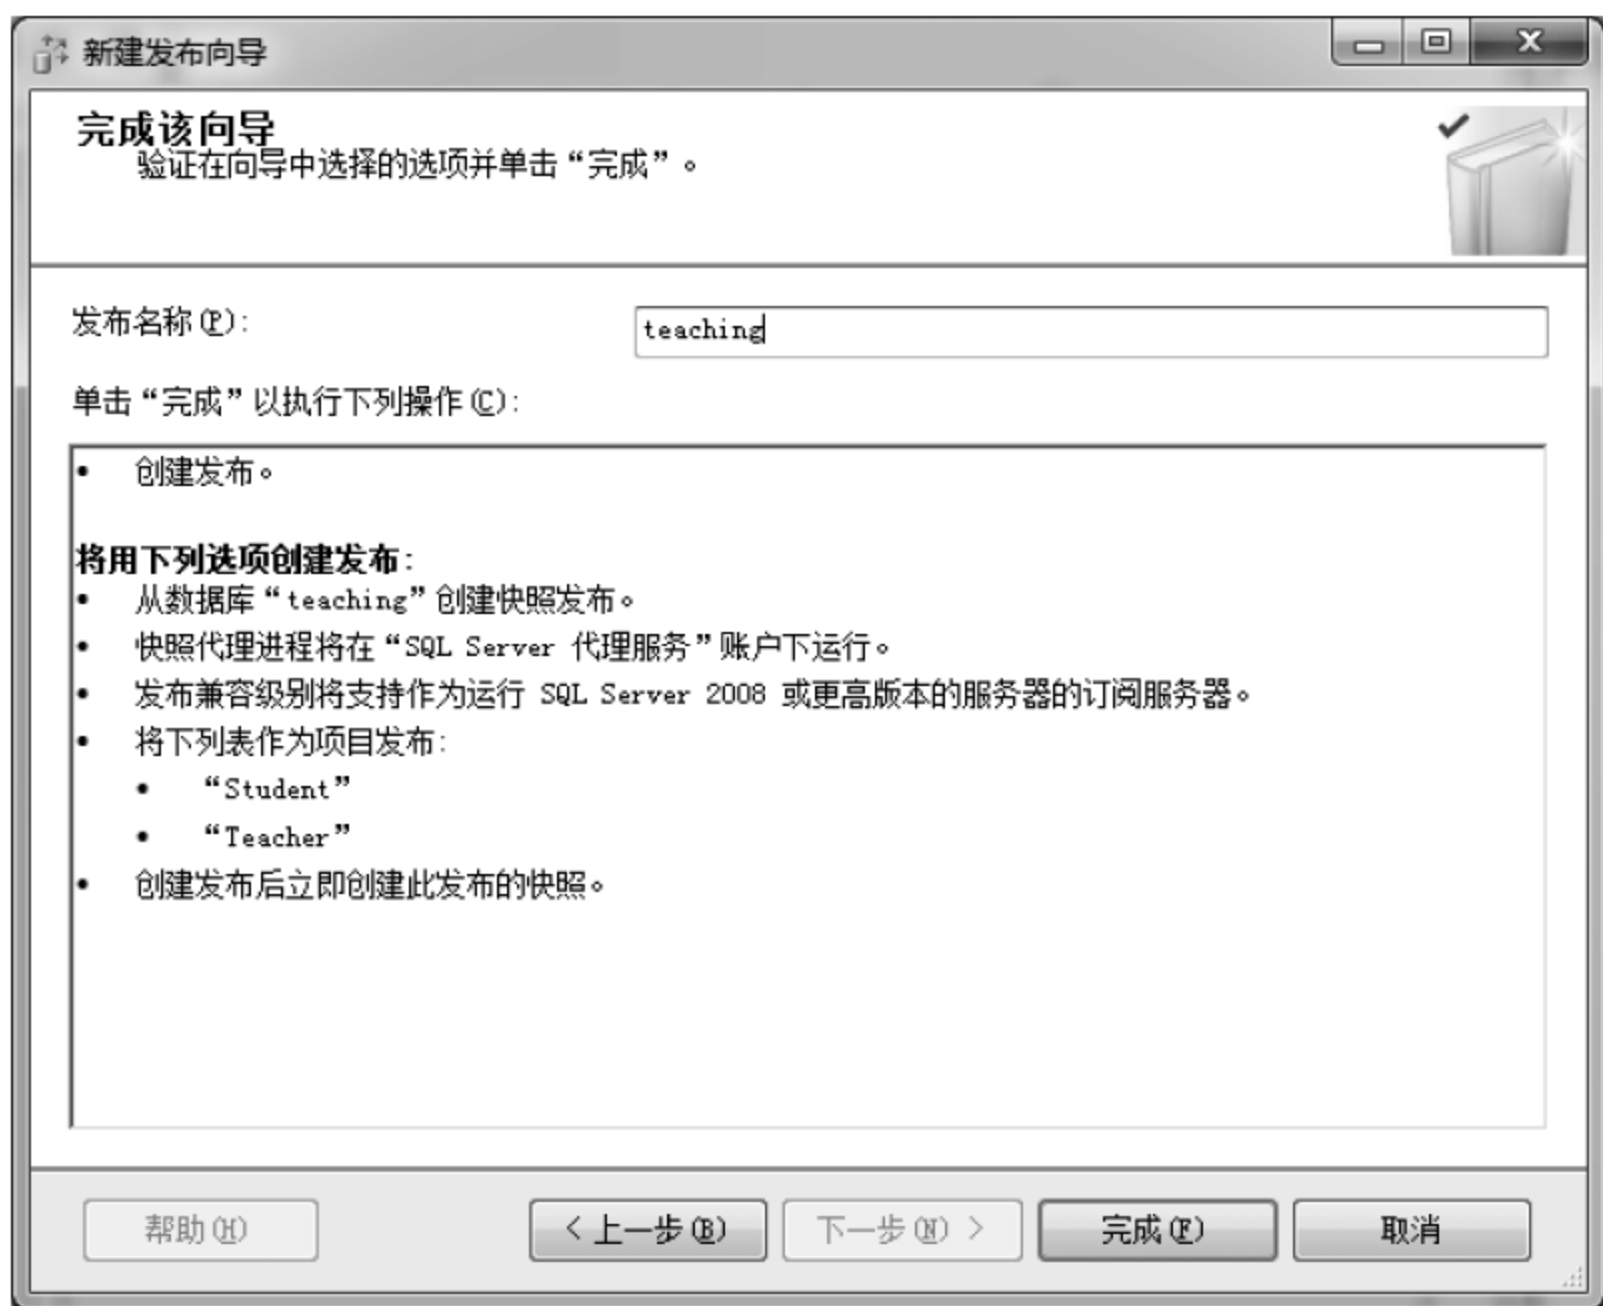 新建发布向导
完成该向导
验证在向导中选择的选项并单击“完成”。
发布名称(P):
teaching
单击“完成”以执行下列操作(C):
• 创建发布。
将用下列选项创建发布:
• 从数据库“teaching”创建快照发布。
• 快照代理进程将在“SQL Server 代理服务”账户下运行。
• 发布兼容级别将支持作为运行 SQL Server 2008 或更高版本的服务器的订阅服务器。
• 将下列表作为项目发布:
• “Student”
• “Teacher”
• 创建发布后立即创建此发布的快照。
帮助(H) < 上一步(B) 下一步(N) > 完成(F) 取消